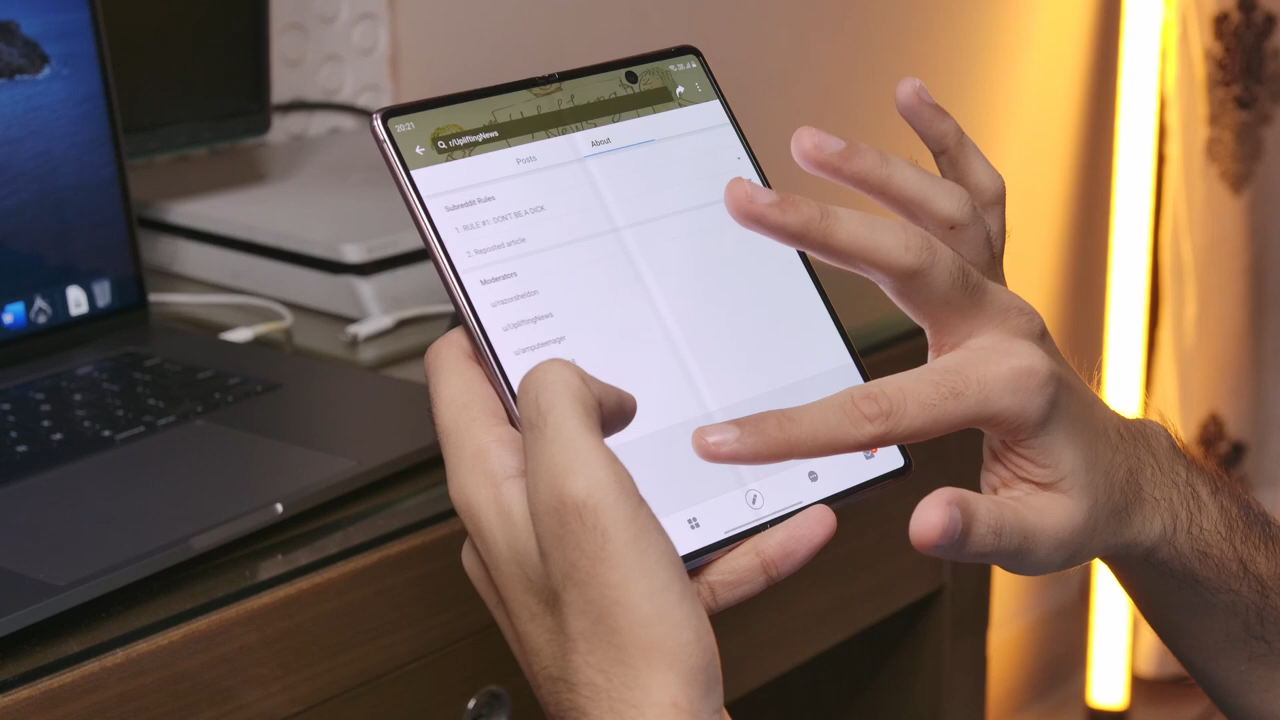 20:21
r/UpliftingNews
Posts
About
Subreddit Rules
1. RULE #1: DON'T BE A DICK
2. Reposted article
Moderators
u/razorsheldon
u/UpliftingNews
u/amputeenager